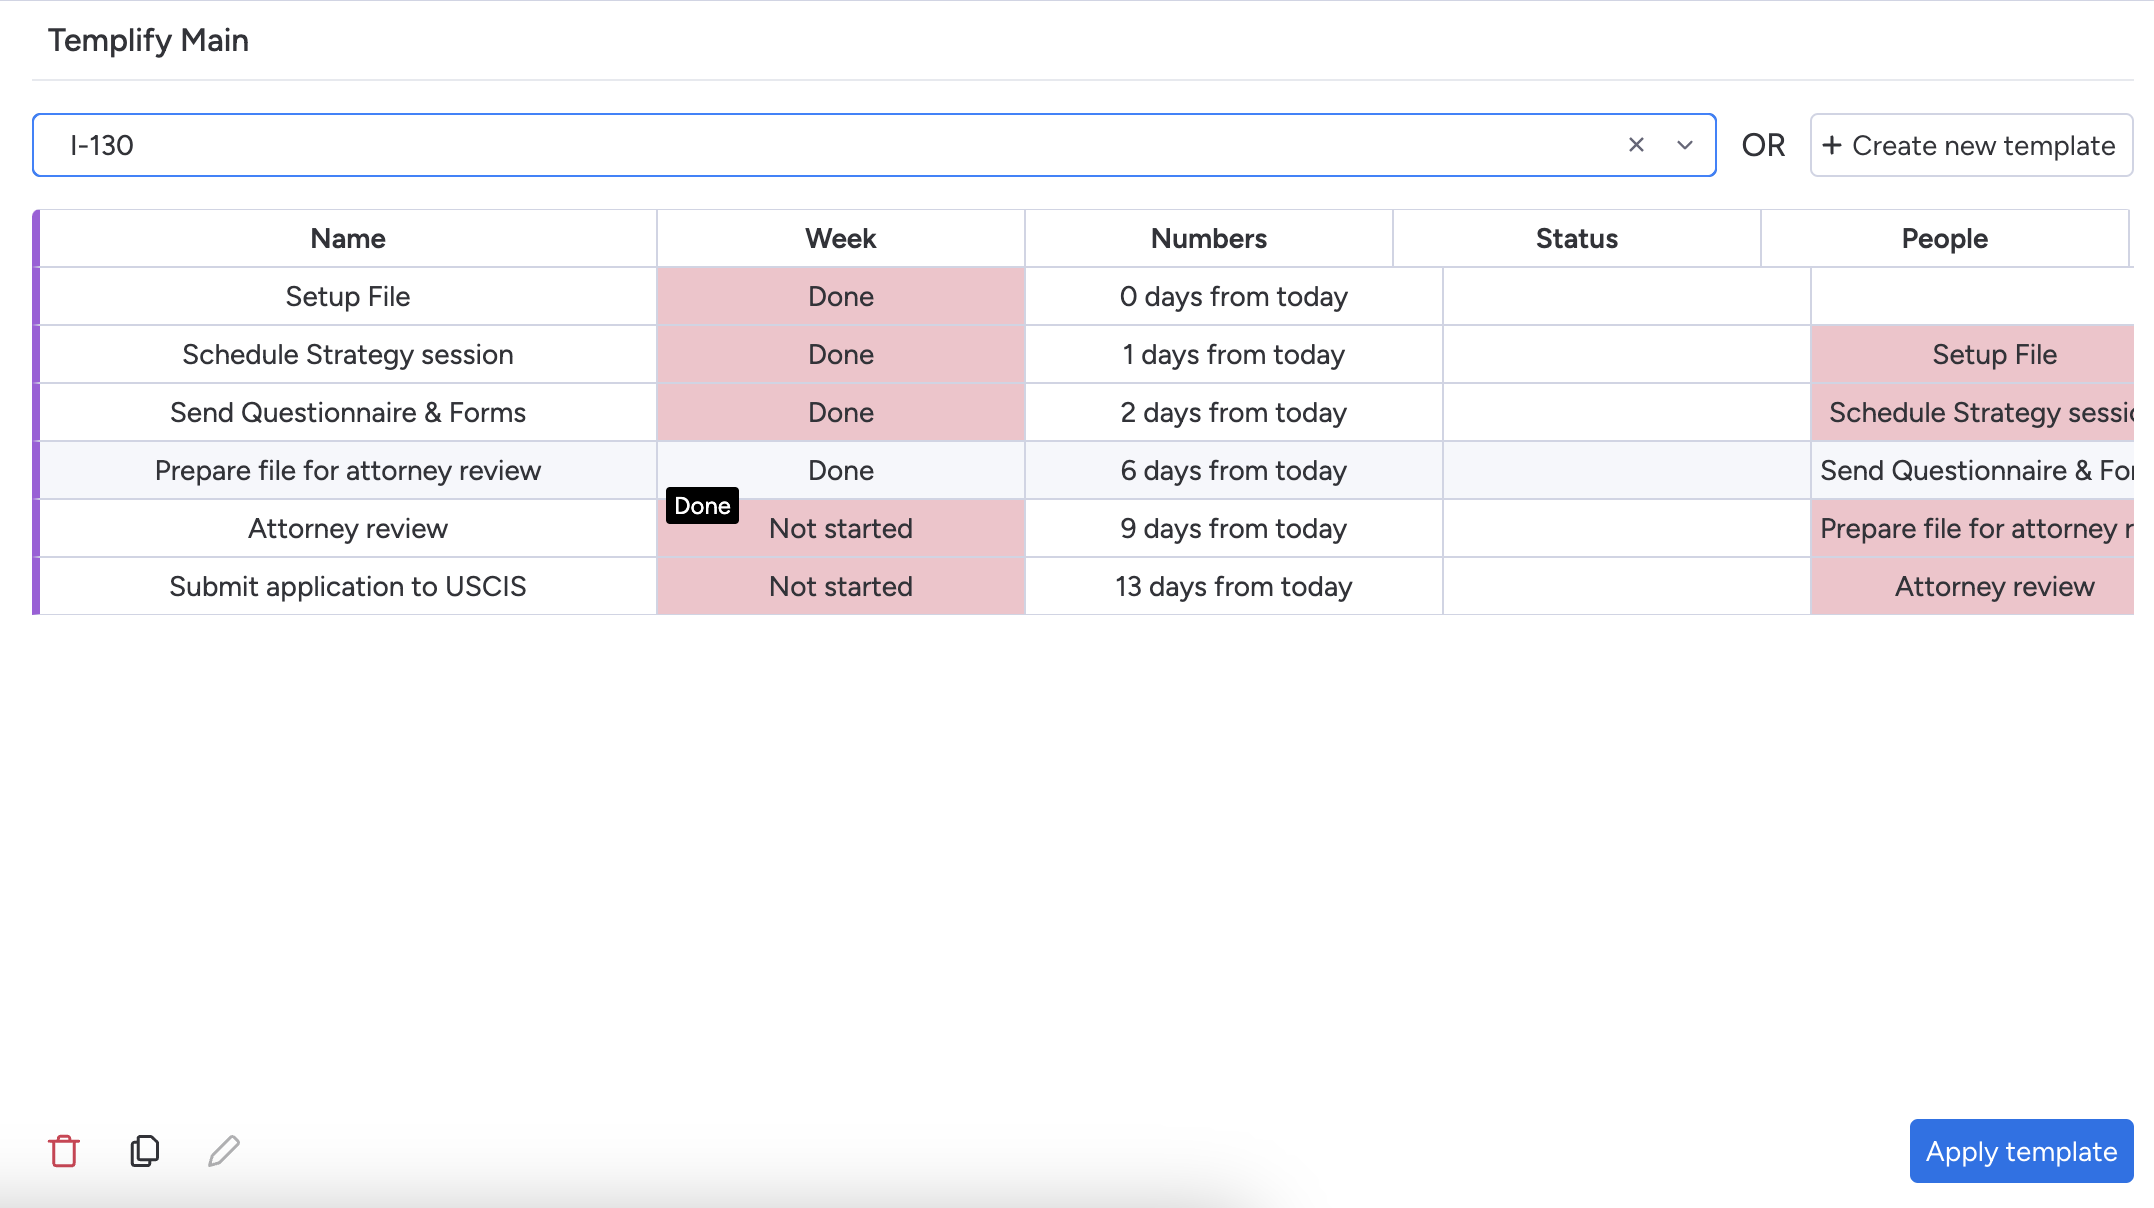 Templify Main
I-130
OR
+ Create new template
Name Week Numbers Status People
Setup File Done 0 days from today
Schedule Strategy session Done 1 days from today Setup File
Send Questionnaire & Forms Done 2 days from today Schedule Strategy sessio
Prepare file for attorney review Done 6 days from today Send Questionnaire & For
Done
Attorney review Not started 9 days from today Prepare file for attorney r
Submit application to USCIS Not started 13 days from today Attorney review
Apply template